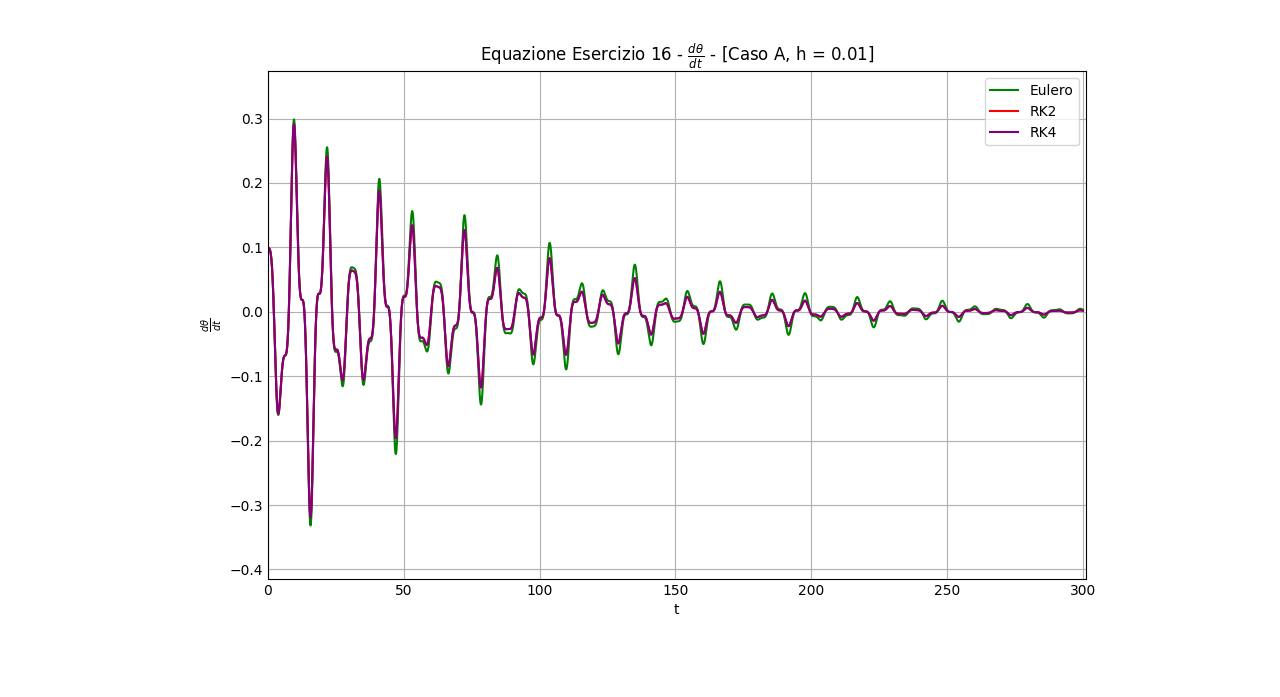 Equazione Esercizio 16 - dθ/dt - [Caso A, h = 0.01]
Eulero
RK2
RK4
dθ/dt
0.3
0.2
0.1
0.0
−0.1
−0.2
−0.3
−0.4
0 50 100 150 200 250 300
t